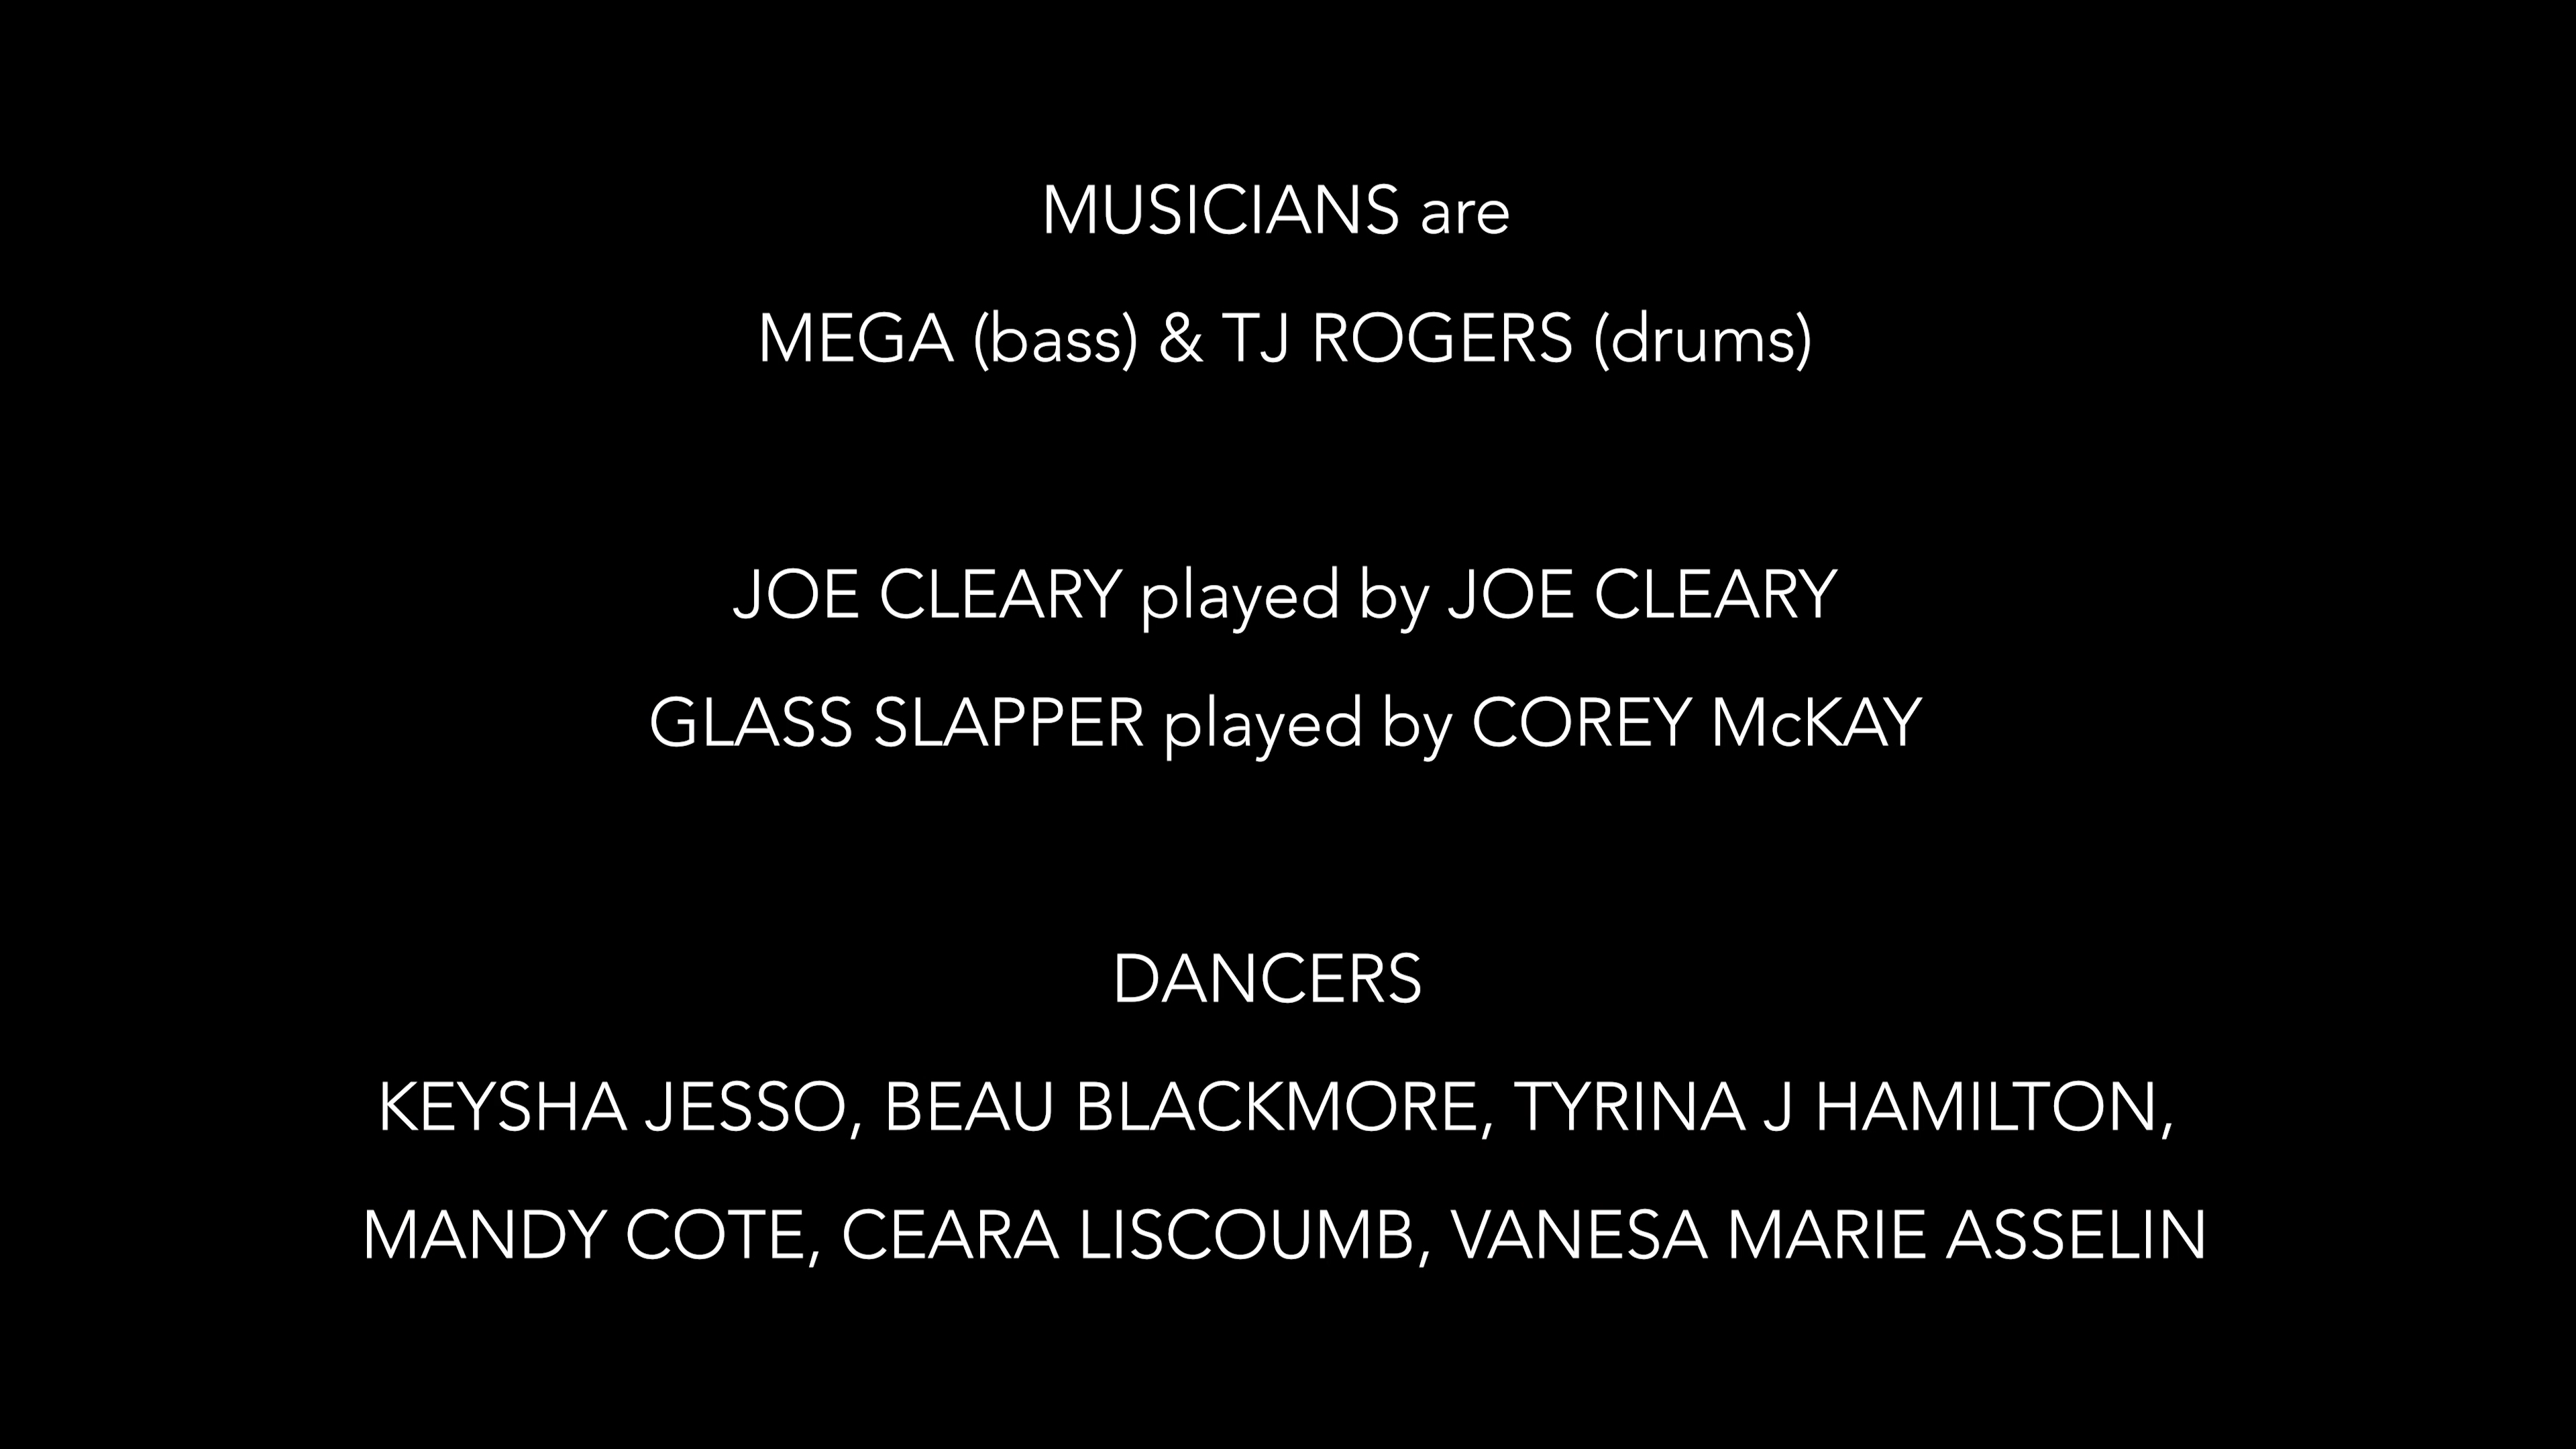 MUSICIANS are
MEGA (bass) & TJ ROGERS (drums)
JOE CLEARY played by JOE CLEARY
GLASS SLAPPER played by COREY McKAY
DANCERS
KEYSHA JESSO, BEAU BLACKMORE, TYRINA J HAMILTON,
MANDY COTE, CEARA LISCOUMB, VANESA MARIE ASSELIN